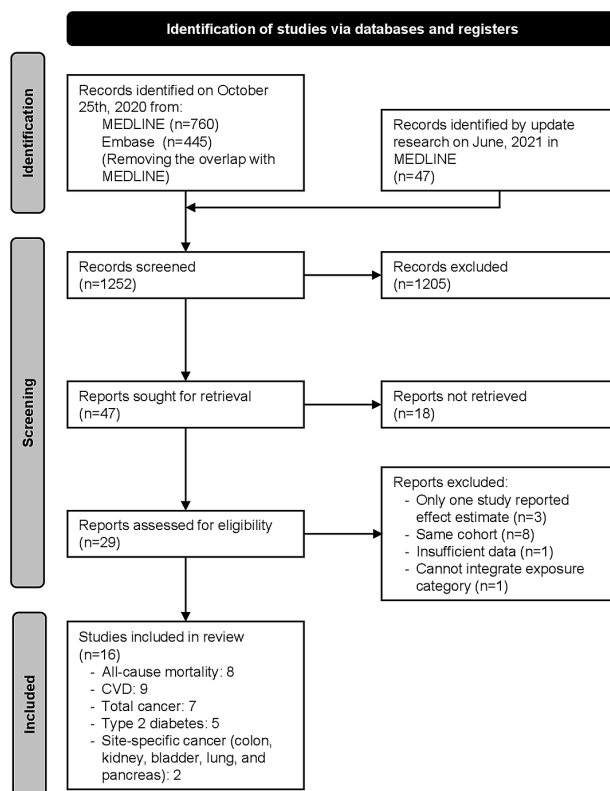 Identification of studies via databases and registers
Identification
Records identified on October
25th, 2020 from:
MEDLINE (n=760)
Embase (n=445)
(Removing the overlap with
MEDLINE)
Records identified by update
research on June, 2021 in
MEDLINE
(n=47)
Screening
Records screened
(n=1252)
Records excluded
(n=1205)
Reports sought for retrieval
(n=47)
Reports not retrieved
(n=18)
Reports assessed for eligibility
(n=29)
Reports excluded:
- Only one study reported
effect estimate (n=3)
- Same cohort (n=8)
- Insufficient data (n=1)
- Cannot integrate exposure
category (n=1)
Included
Studies included in review
(n=16)
- All-cause mortality: 8
- CVD: 9
- Total cancer: 7
- Type 2 diabetes: 5
- Site-specific cancer (colon,
kidney, bladder, lung, and
pancreas): 2